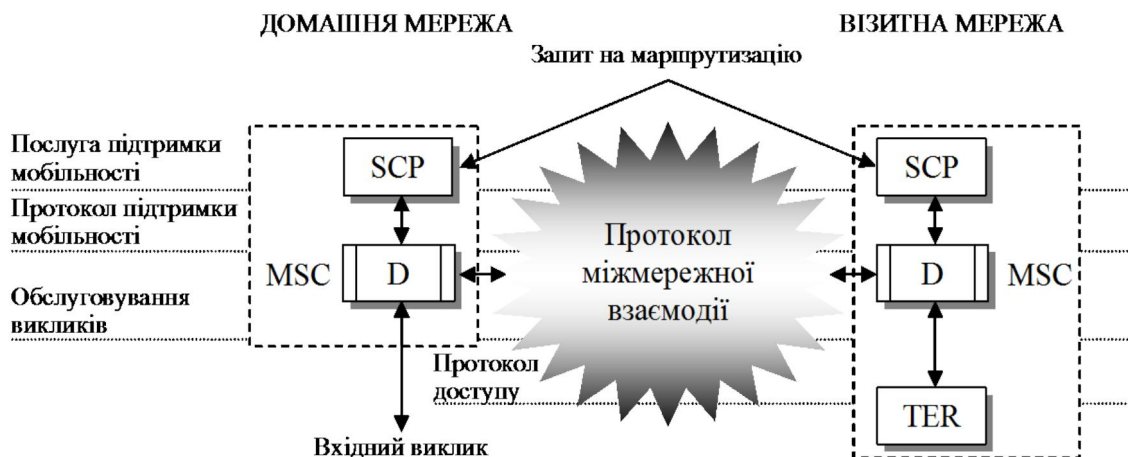 ДОМАШНЯ МЕРЕЖА
ВІЗИТНА МЕРЕЖА
Запит на маршрутизацію
Послуга підтримки
мобільності
SCP
SCP
Протокол підтримки
мобільності
Протокол
міжмережної
взаємодії
MSC
D
D
MSC
Обслуговування
викликів
Протокол
доступу
TER
Вхідний виклик